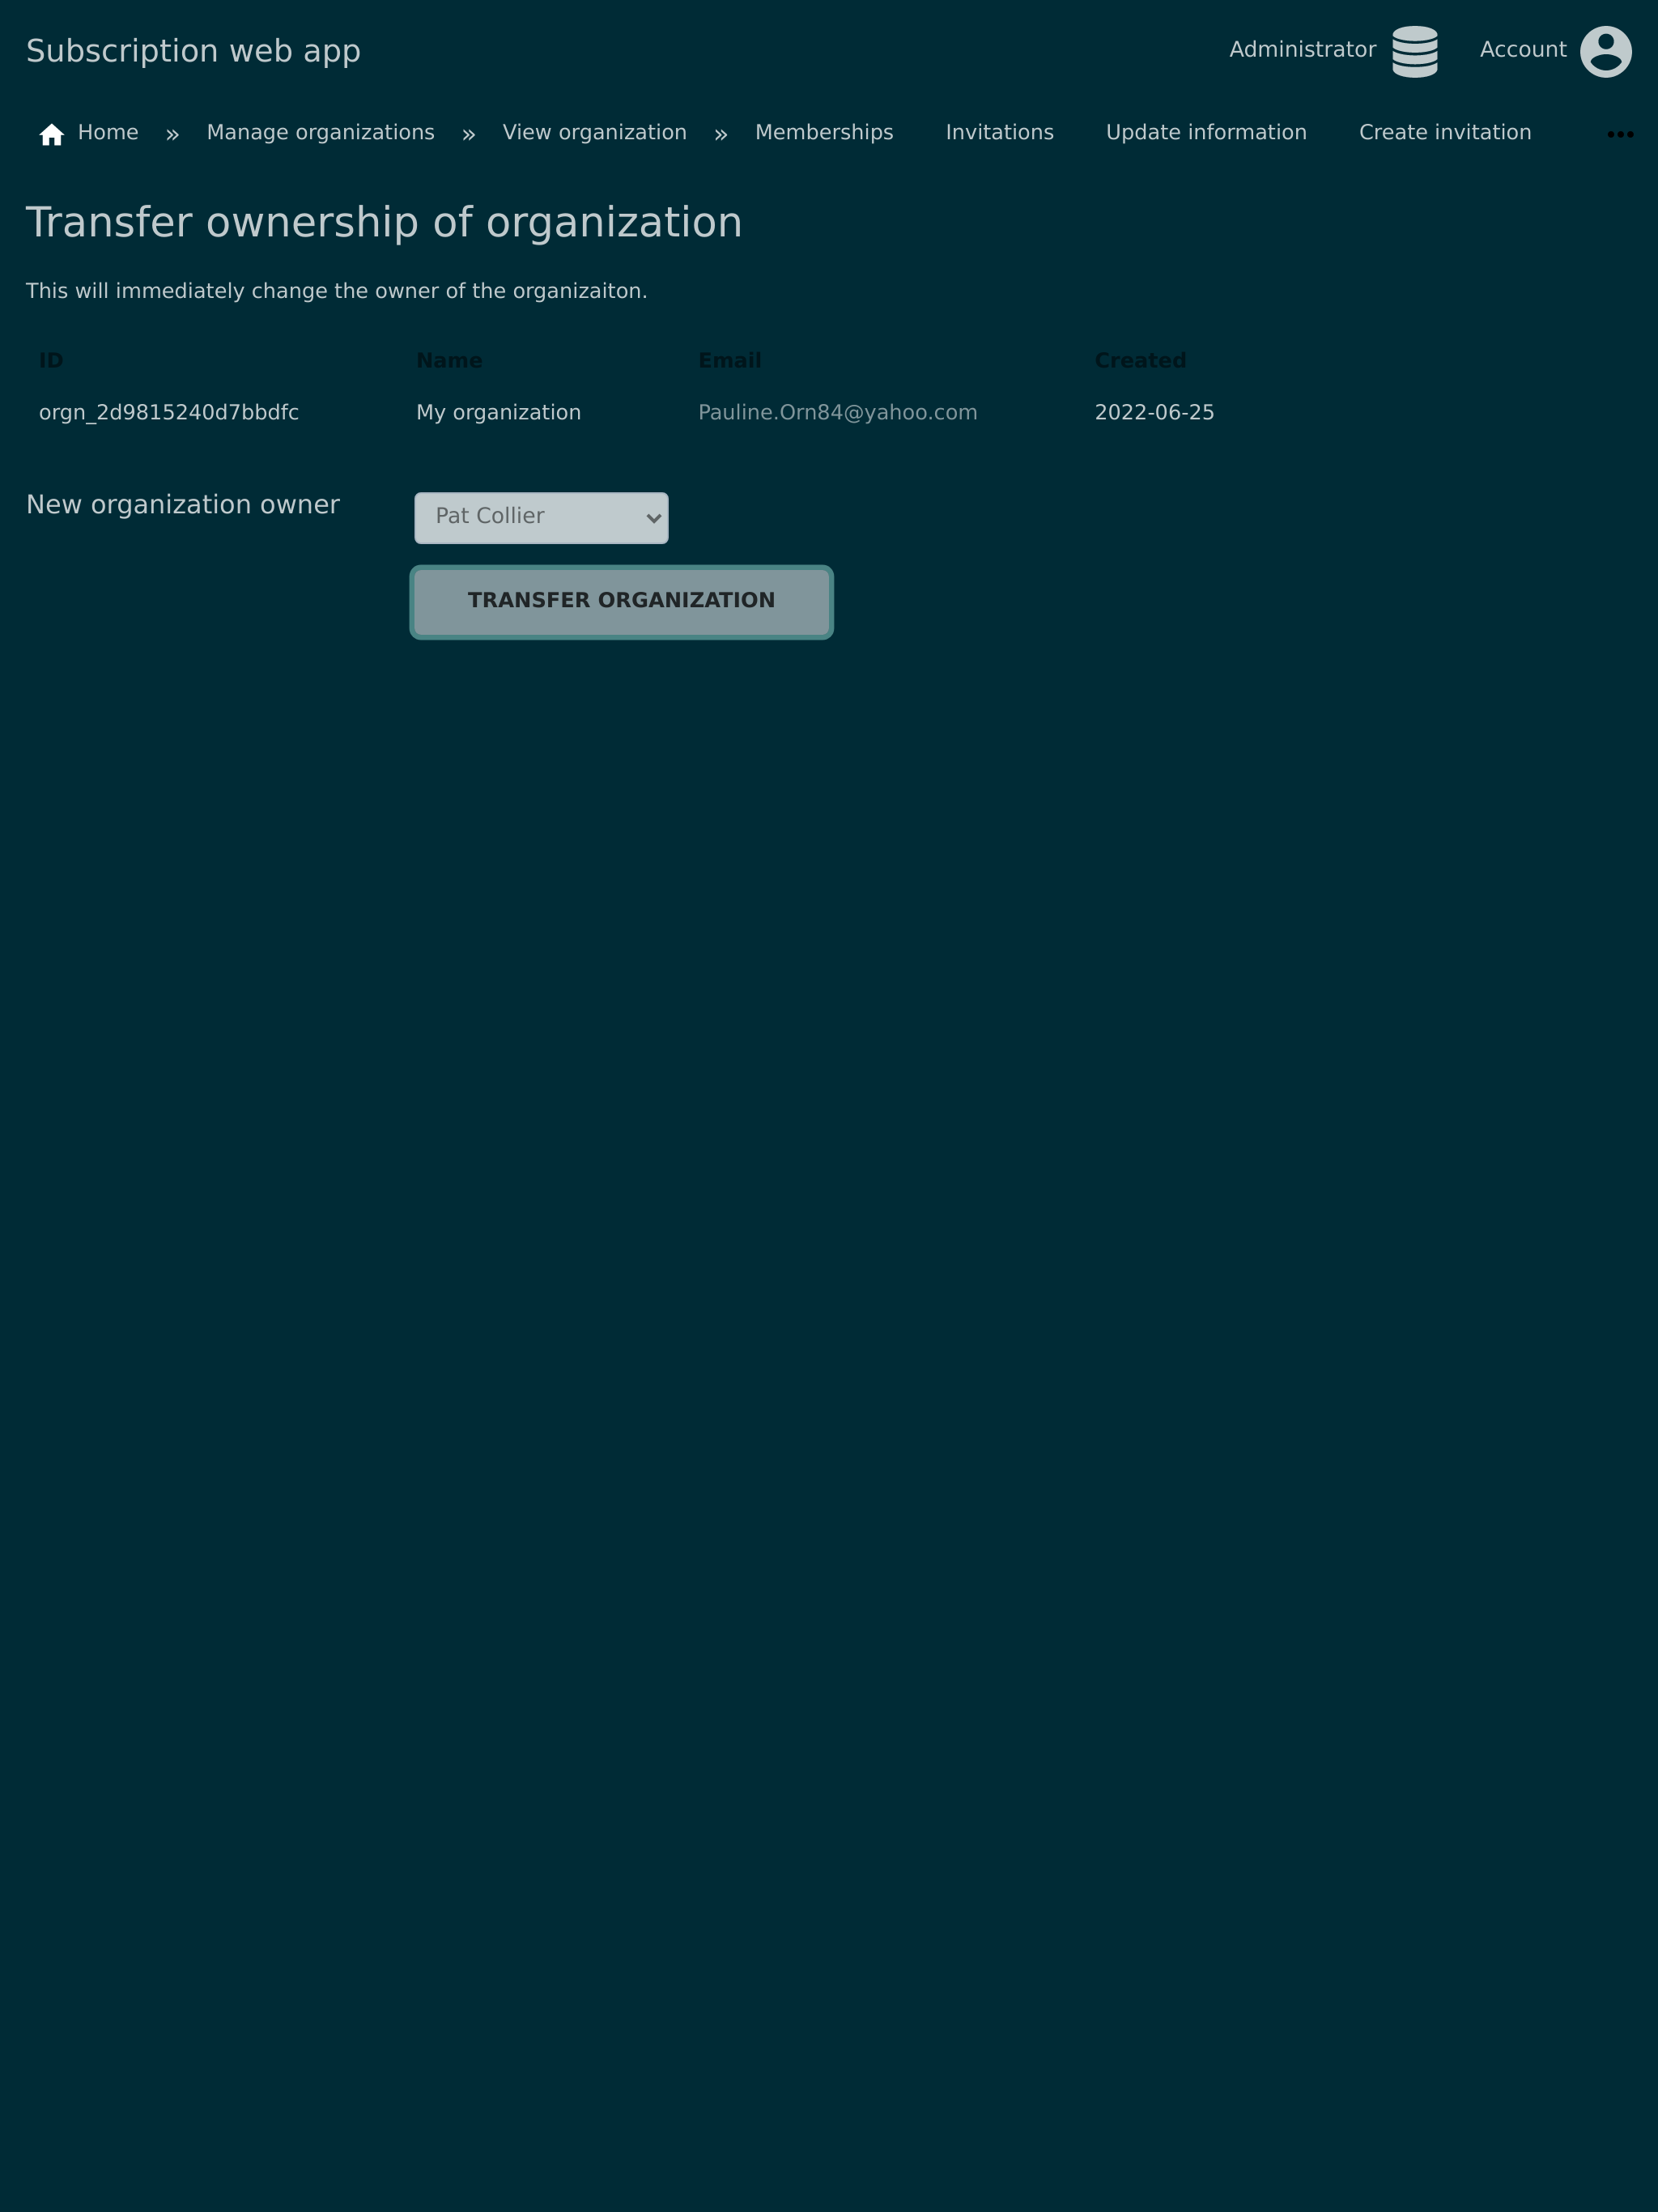 Subscription web app
Administrator
Account
Home » Manage organizations » View organization » Memberships Invitations Update information Create invitation
Transfer ownership of organization
This will immediately change the owner of the organizaiton.
ID Name Email Created
orgn_2d9815240d7bbdfc My organization Pauline.Orn84@yahoo.com 2022-06-25
New organization owner
Pat Collier
TRANSFER ORGANIZATION